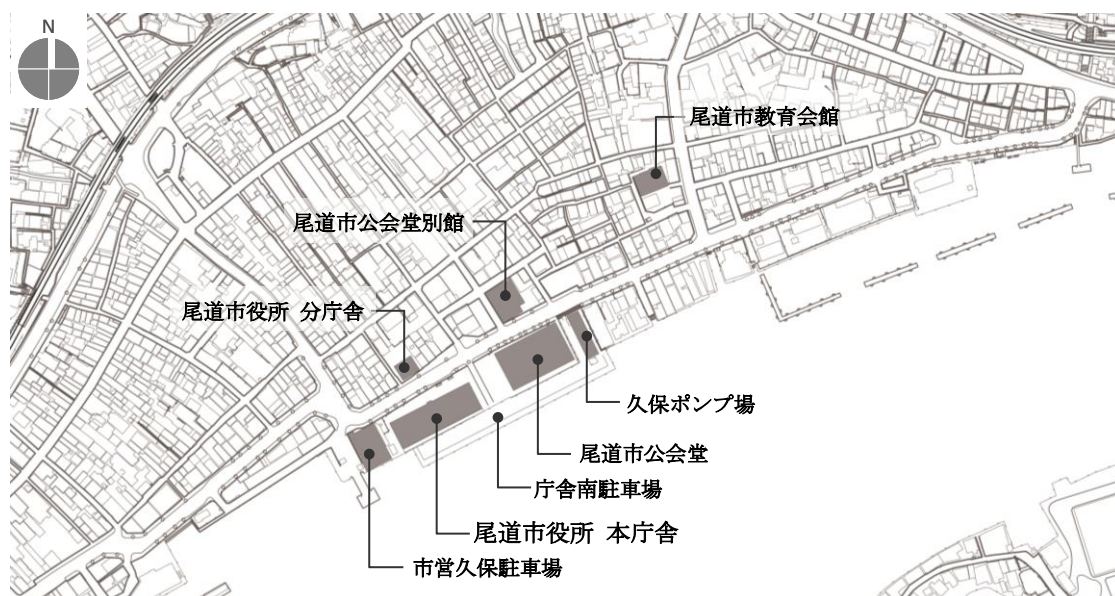 N
尾道市教育会館
尾道市公会堂別館
尾道市役所 分庁舎
久保ポンプ場
尾道市公会堂
庁舎南駐車場
尾道市役所 本庁舎
市営久保駐車場